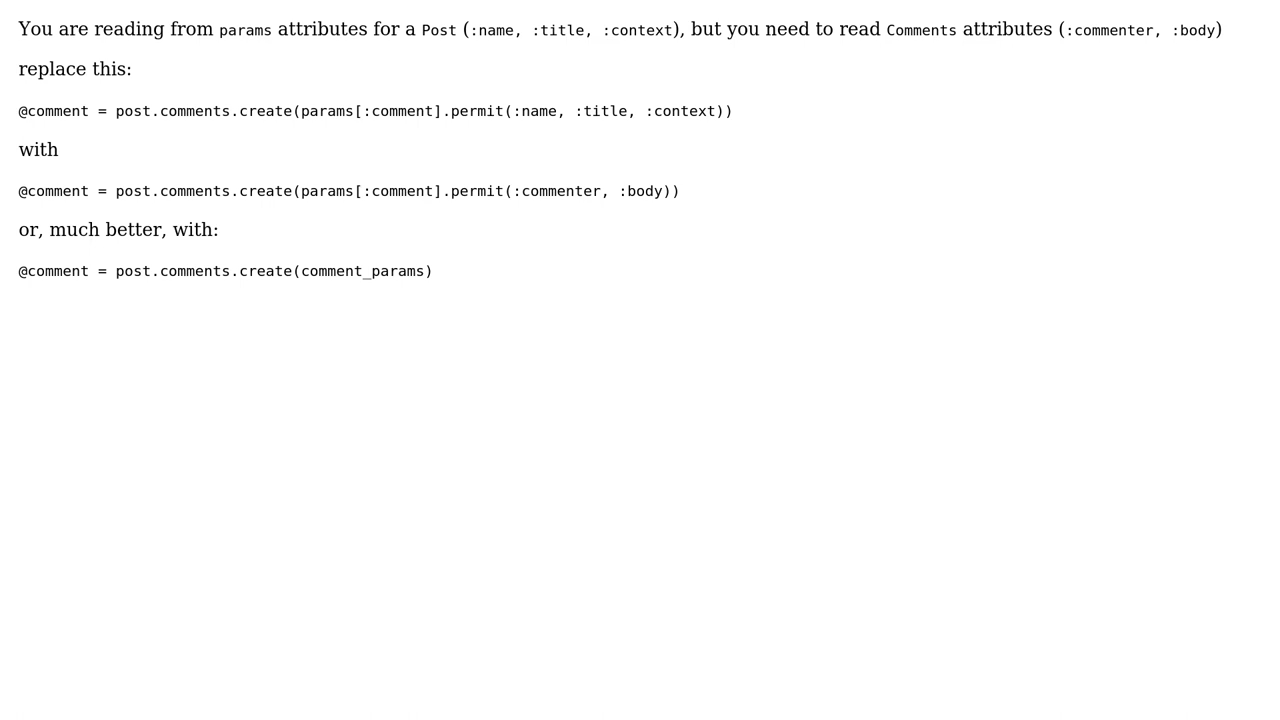 You are reading from params attributes for a Post (:name, :title, :context), but you need to read Comments attributes (:commenter, :body)
replace this:
@comment = post.comments.create(params[:comment].permit(:name, :title, :context))
with
@comment = post.comments.create(params[:comment].permit(:commenter, :body))
or, much better, with:
@comment = post.comments.create(comment_params)